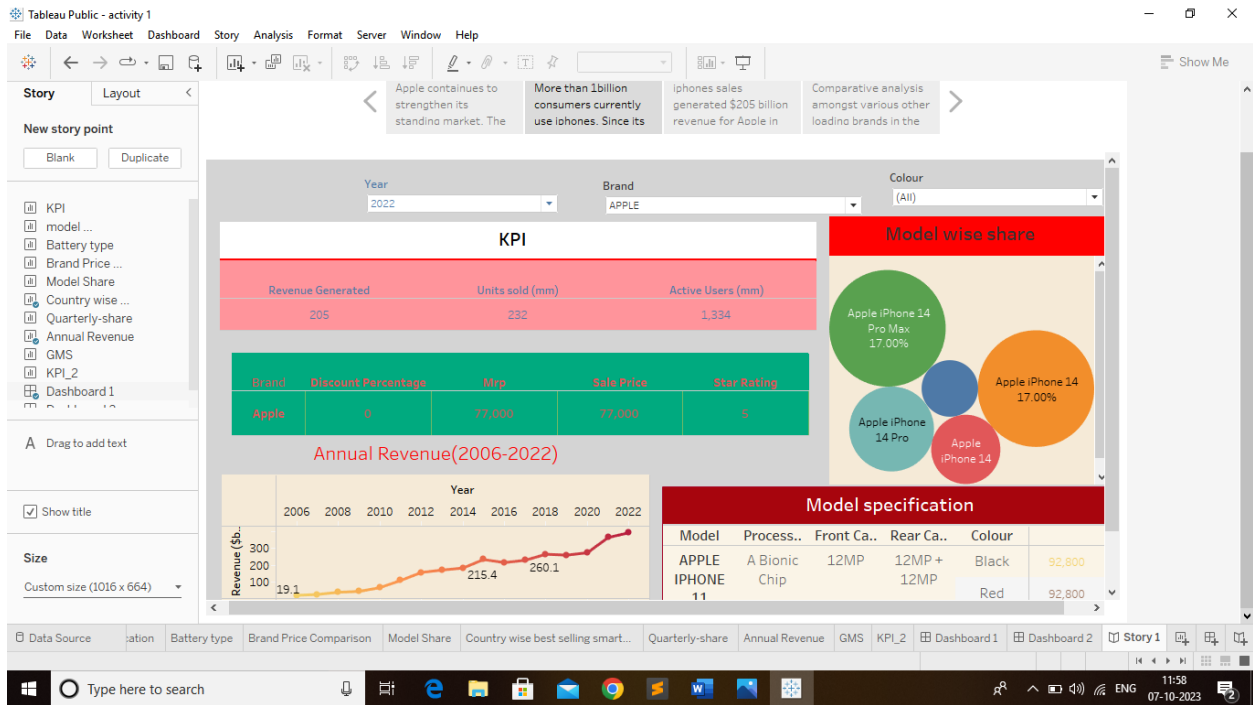 Tableau Public - activity 1
File Data Worksheet Dashboard Story Analysis Format Server Window Help
Show Me
Story Layout
New story point
Blank Duplicate
KPI
model ...
Battery type
Brand Price ...
Model Share
Country wise ...
Quarterly-share
Annual Revenue
GMS
KPI_2
Dashboard 1
A Drag to add text
Show title
Size
Custom size (1016 x 664)
Apple containues to
strengthen its
standing market. The
More than 1billion
consumers currently
use iphones. Since its
iphones sales
generated $205 billion
revenue for Apple in
Comparative analysis
amongst various other
loading brands in the
Year
2022
Brand
APPLE
Colour
(All)
KPI
Revenue Generated Units sold (mm) Active Users (mm)
205 232 1,334
Brand Discount Percentage Mrp Sale Price Star Rating
Apple 0 77,000 77,000 5
Model wise share
Apple iPhone 14
Pro Max
17.00%
Apple iPhone 14
17.00%
Apple iPhone
14 Pro
Apple
iPhone 14
Annual Revenue(2006-2022)
Year
2006 2008 2010 2012 2014 2016 2018 2020 2022
Revenue ($b..
300
200
100
19.1
215.4
260.1
Model specification
Model Process.. Front Ca.. Rear Ca.. Colour
APPLE
IPHONE
11
A Bionic
Chip
12MP
12MP +
12MP
Black 92,800
Red 92,800
Data Source Battery type Brand Price Comparison Model Share Country wise best selling smart... Quarterly-share Annual Revenue GMS KPI_2 Dashboard 1 Dashboard 2 Story 1
Type here to search
ENG
11:58
07-10-2023
2